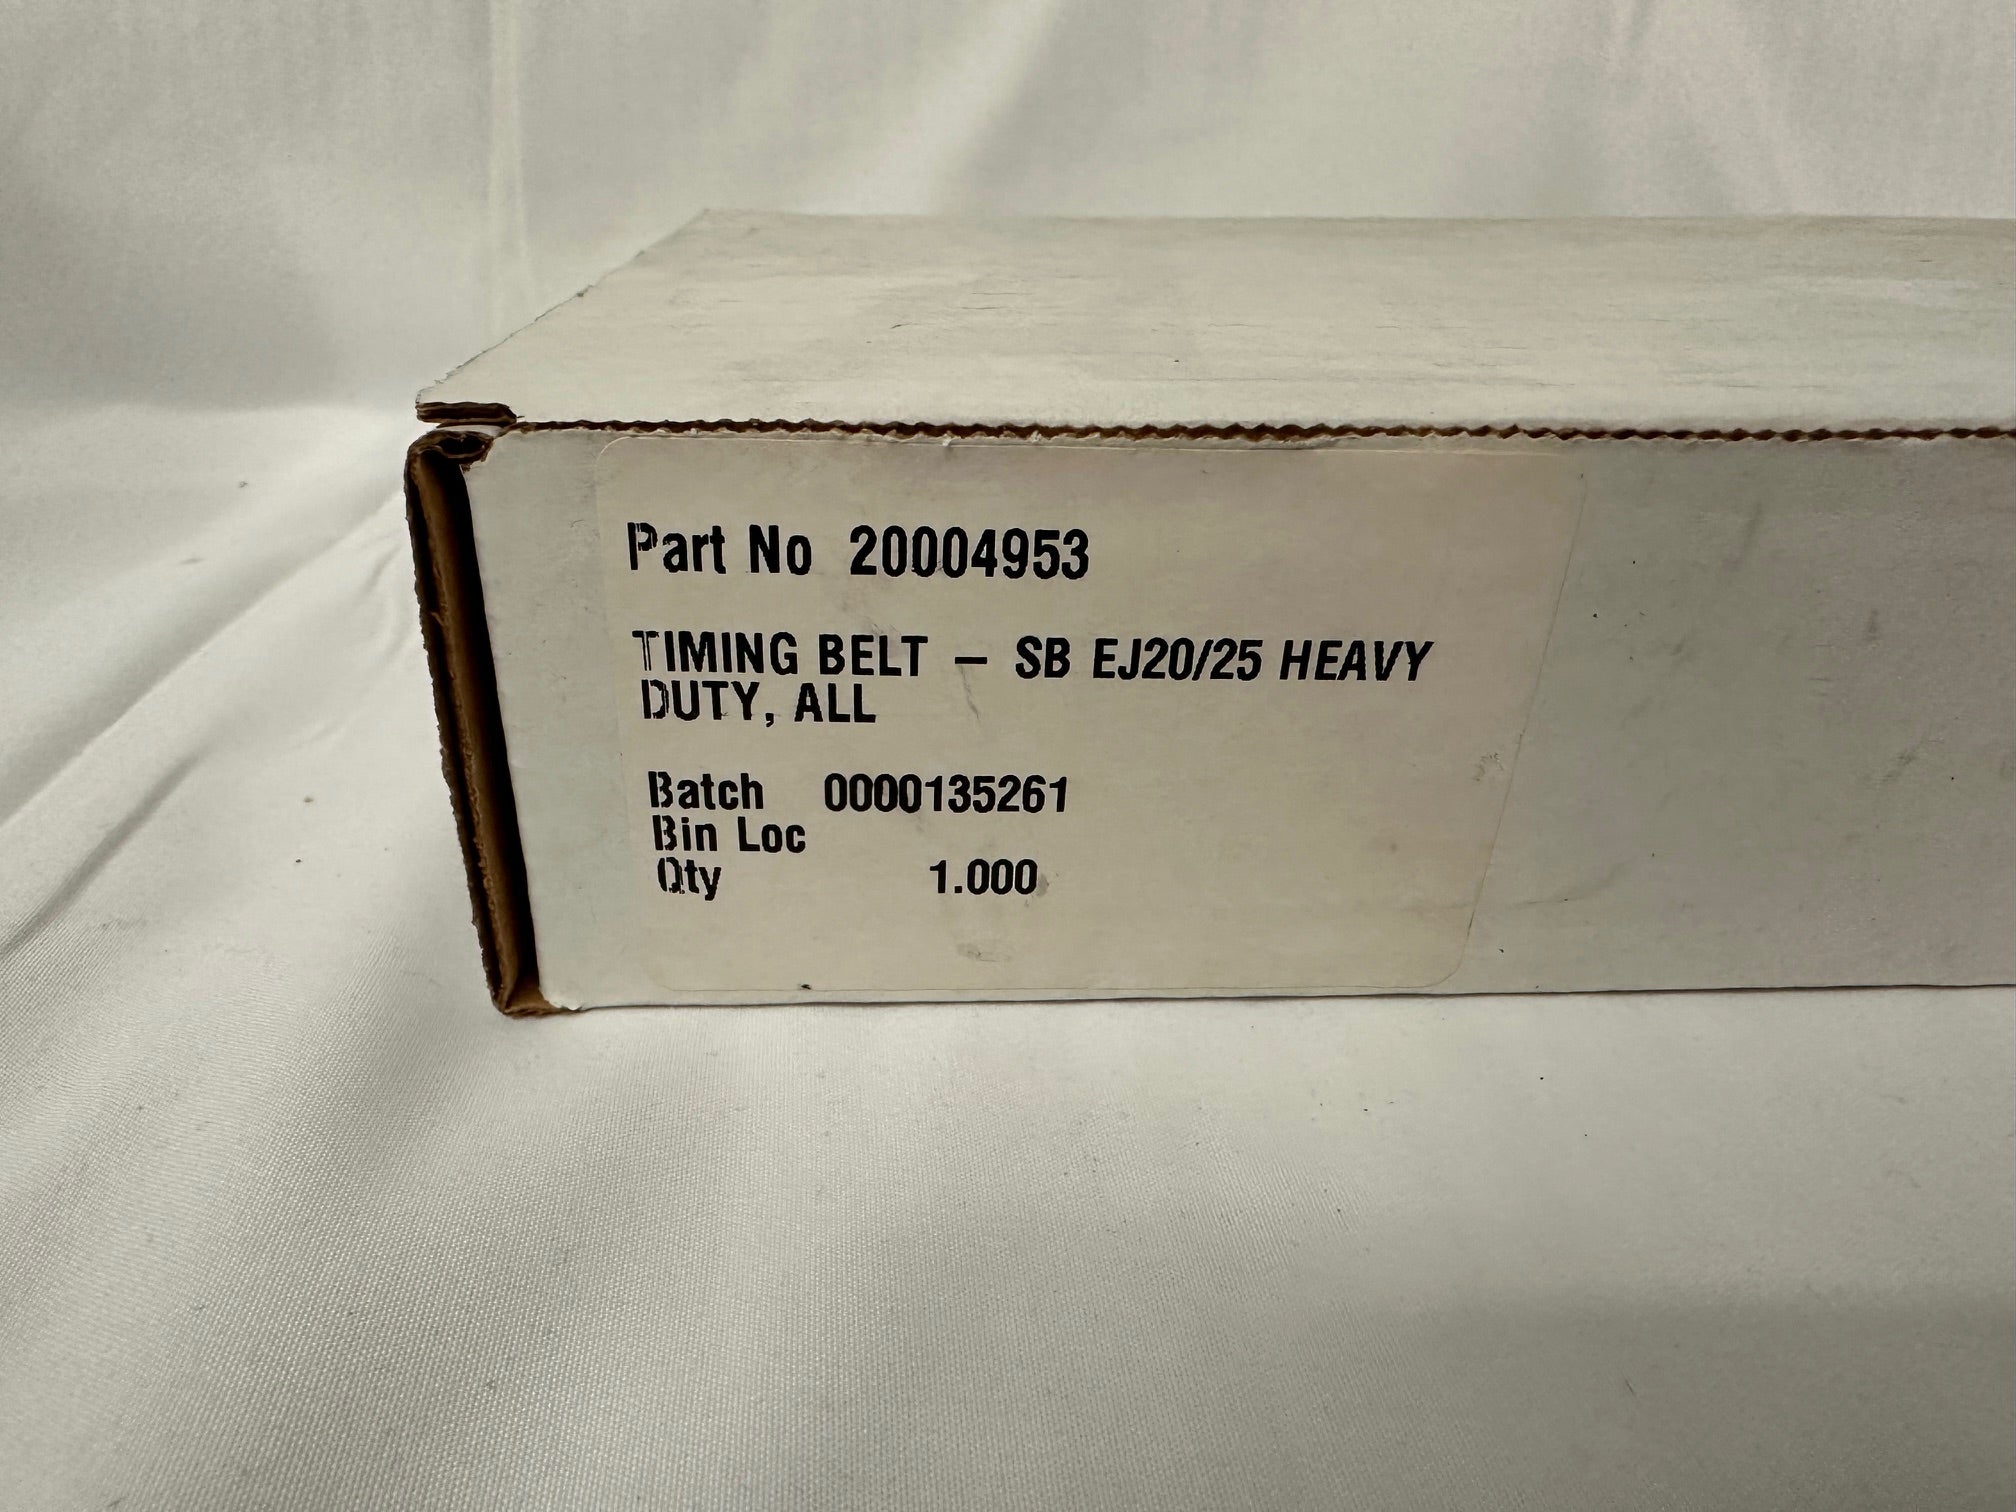 Part No 20004953
TIMING BELT - SB EJ20/25 HEAVY
DUTY, ALL
Batch 0000135261
Bin Loc
Qty 1.000